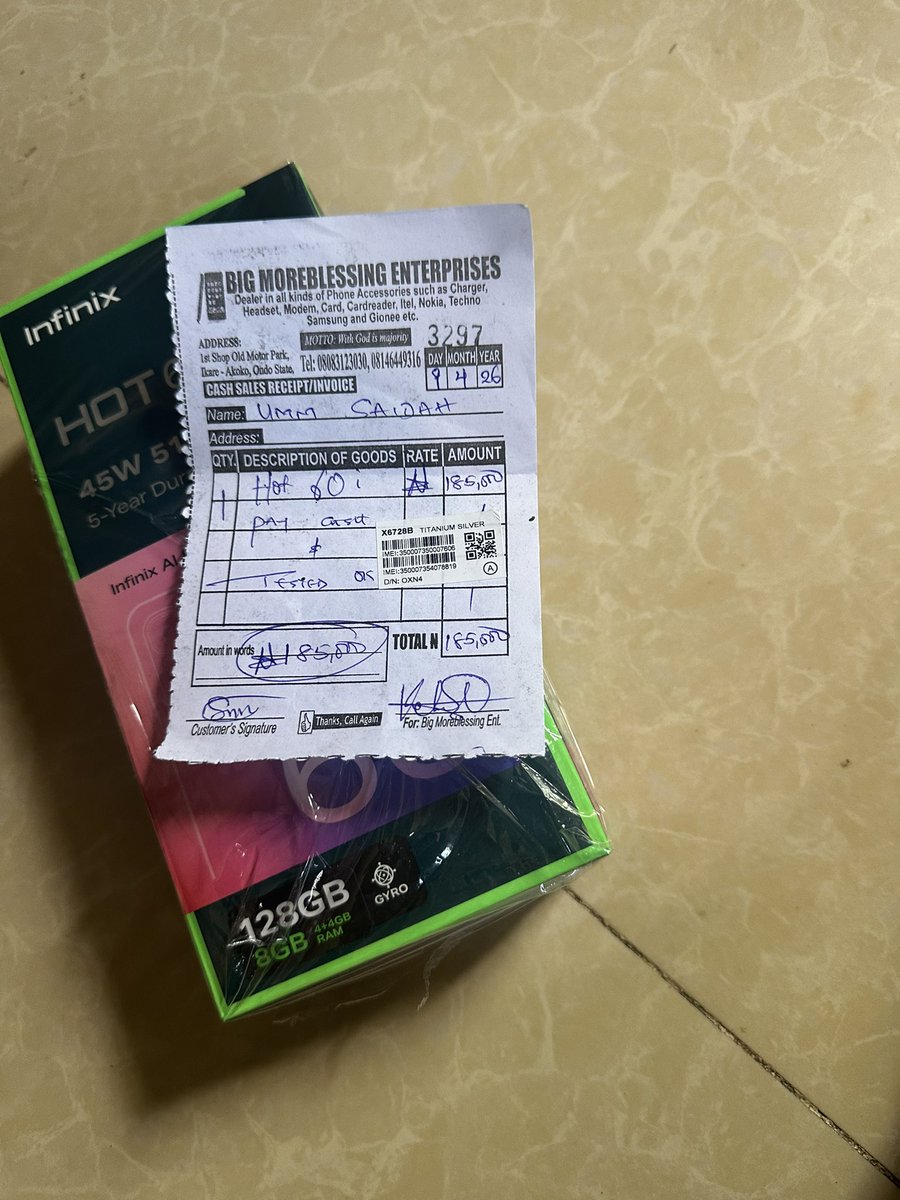 Infinix
HOT 6
45W 51
5-Year Dur
Infinix AI
BIG MOREBLESSING ENTERPRISES
Dealer in all kinds of Phone Accessories such as Charger,
Headset, Modem, Card, Cardreader, Itel, Nokia, Techno
Samsung and Gionee etc.
ADDRESS:
1st Shop Old Motor Park,
Ikare - Akoko, Ondo State,
MOTTO: With God is majority
Tel: 08083123030, 08146449316
3297
DAY MONTH YEAR
9 4 26
CASH SALES RECEIPT/INVOICE
Name: UMM SAIDAH
Address:
QTY. DESCRIPTION OF GOODS RATE AMOUNT
1 Hot 60i ₦ 185,000
Pay cash
&
Tested ok
X6728B TITANIUM SILVER
IMEI:350007350007606
IMEI:350007354078819
D/N: OXN4
A
Amount in words ₦185,000
TOTAL N 185,000
Customer's Signature
Thanks, Call Again
For: Big Moreblessing Ent.
128GB
8GB 4+4GB
RAM
GYRO